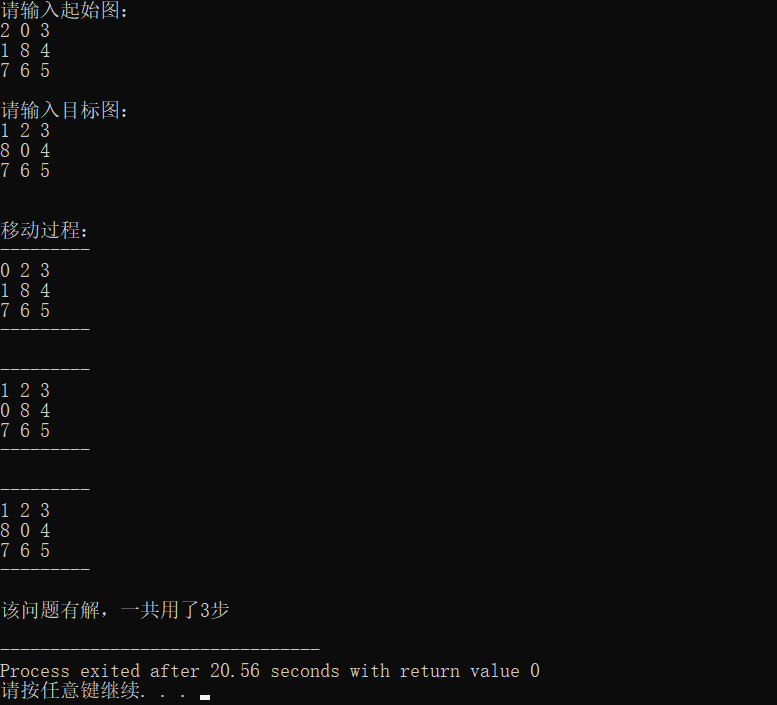 请输入起始图：
2 0 3
1 8 4
7 6 5
请输入目标图：
1 2 3
8 0 4
7 6 5
移动过程：
---------
0 2 3
1 8 4
7 6 5
---------
---------
1 2 3
0 8 4
7 6 5
---------
---------
1 2 3
8 0 4
7 6 5
---------
该问题有解，一共用了3步
--------------------------------
Process exited after 20.56 seconds with return value 0
请按任意键继续. . .